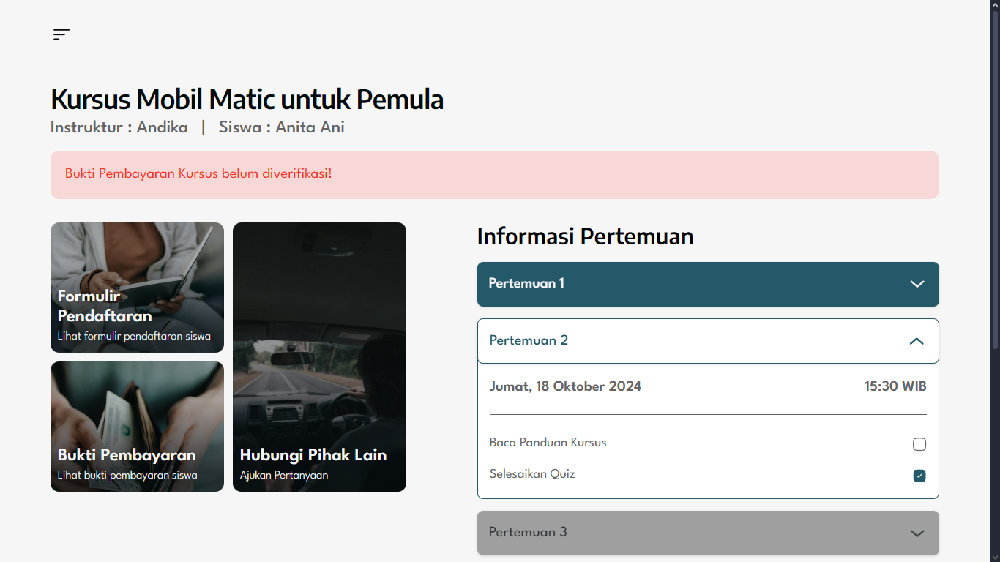 Kursus Mobil Matic untuk Pemula
Instruktur : Andika | Siswa : Anita Ani
Bukti Pembayaran Kursus belum diverifikasi!
Formulir
Pendaftaran
Lihat formulir pendaftaran siswa
Bukti Pembayaran
Lihat bukti pembayaran siswa
Hubungi Pihak Lain
Ajukan Pertanyaan
Informasi Pertemuan
Pertemuan 1
Pertemuan 2
Jumat, 18 Oktober 2024 15:30 WIB
Baca Panduan Kursus
Selesaikan Quiz
Pertemuan 3